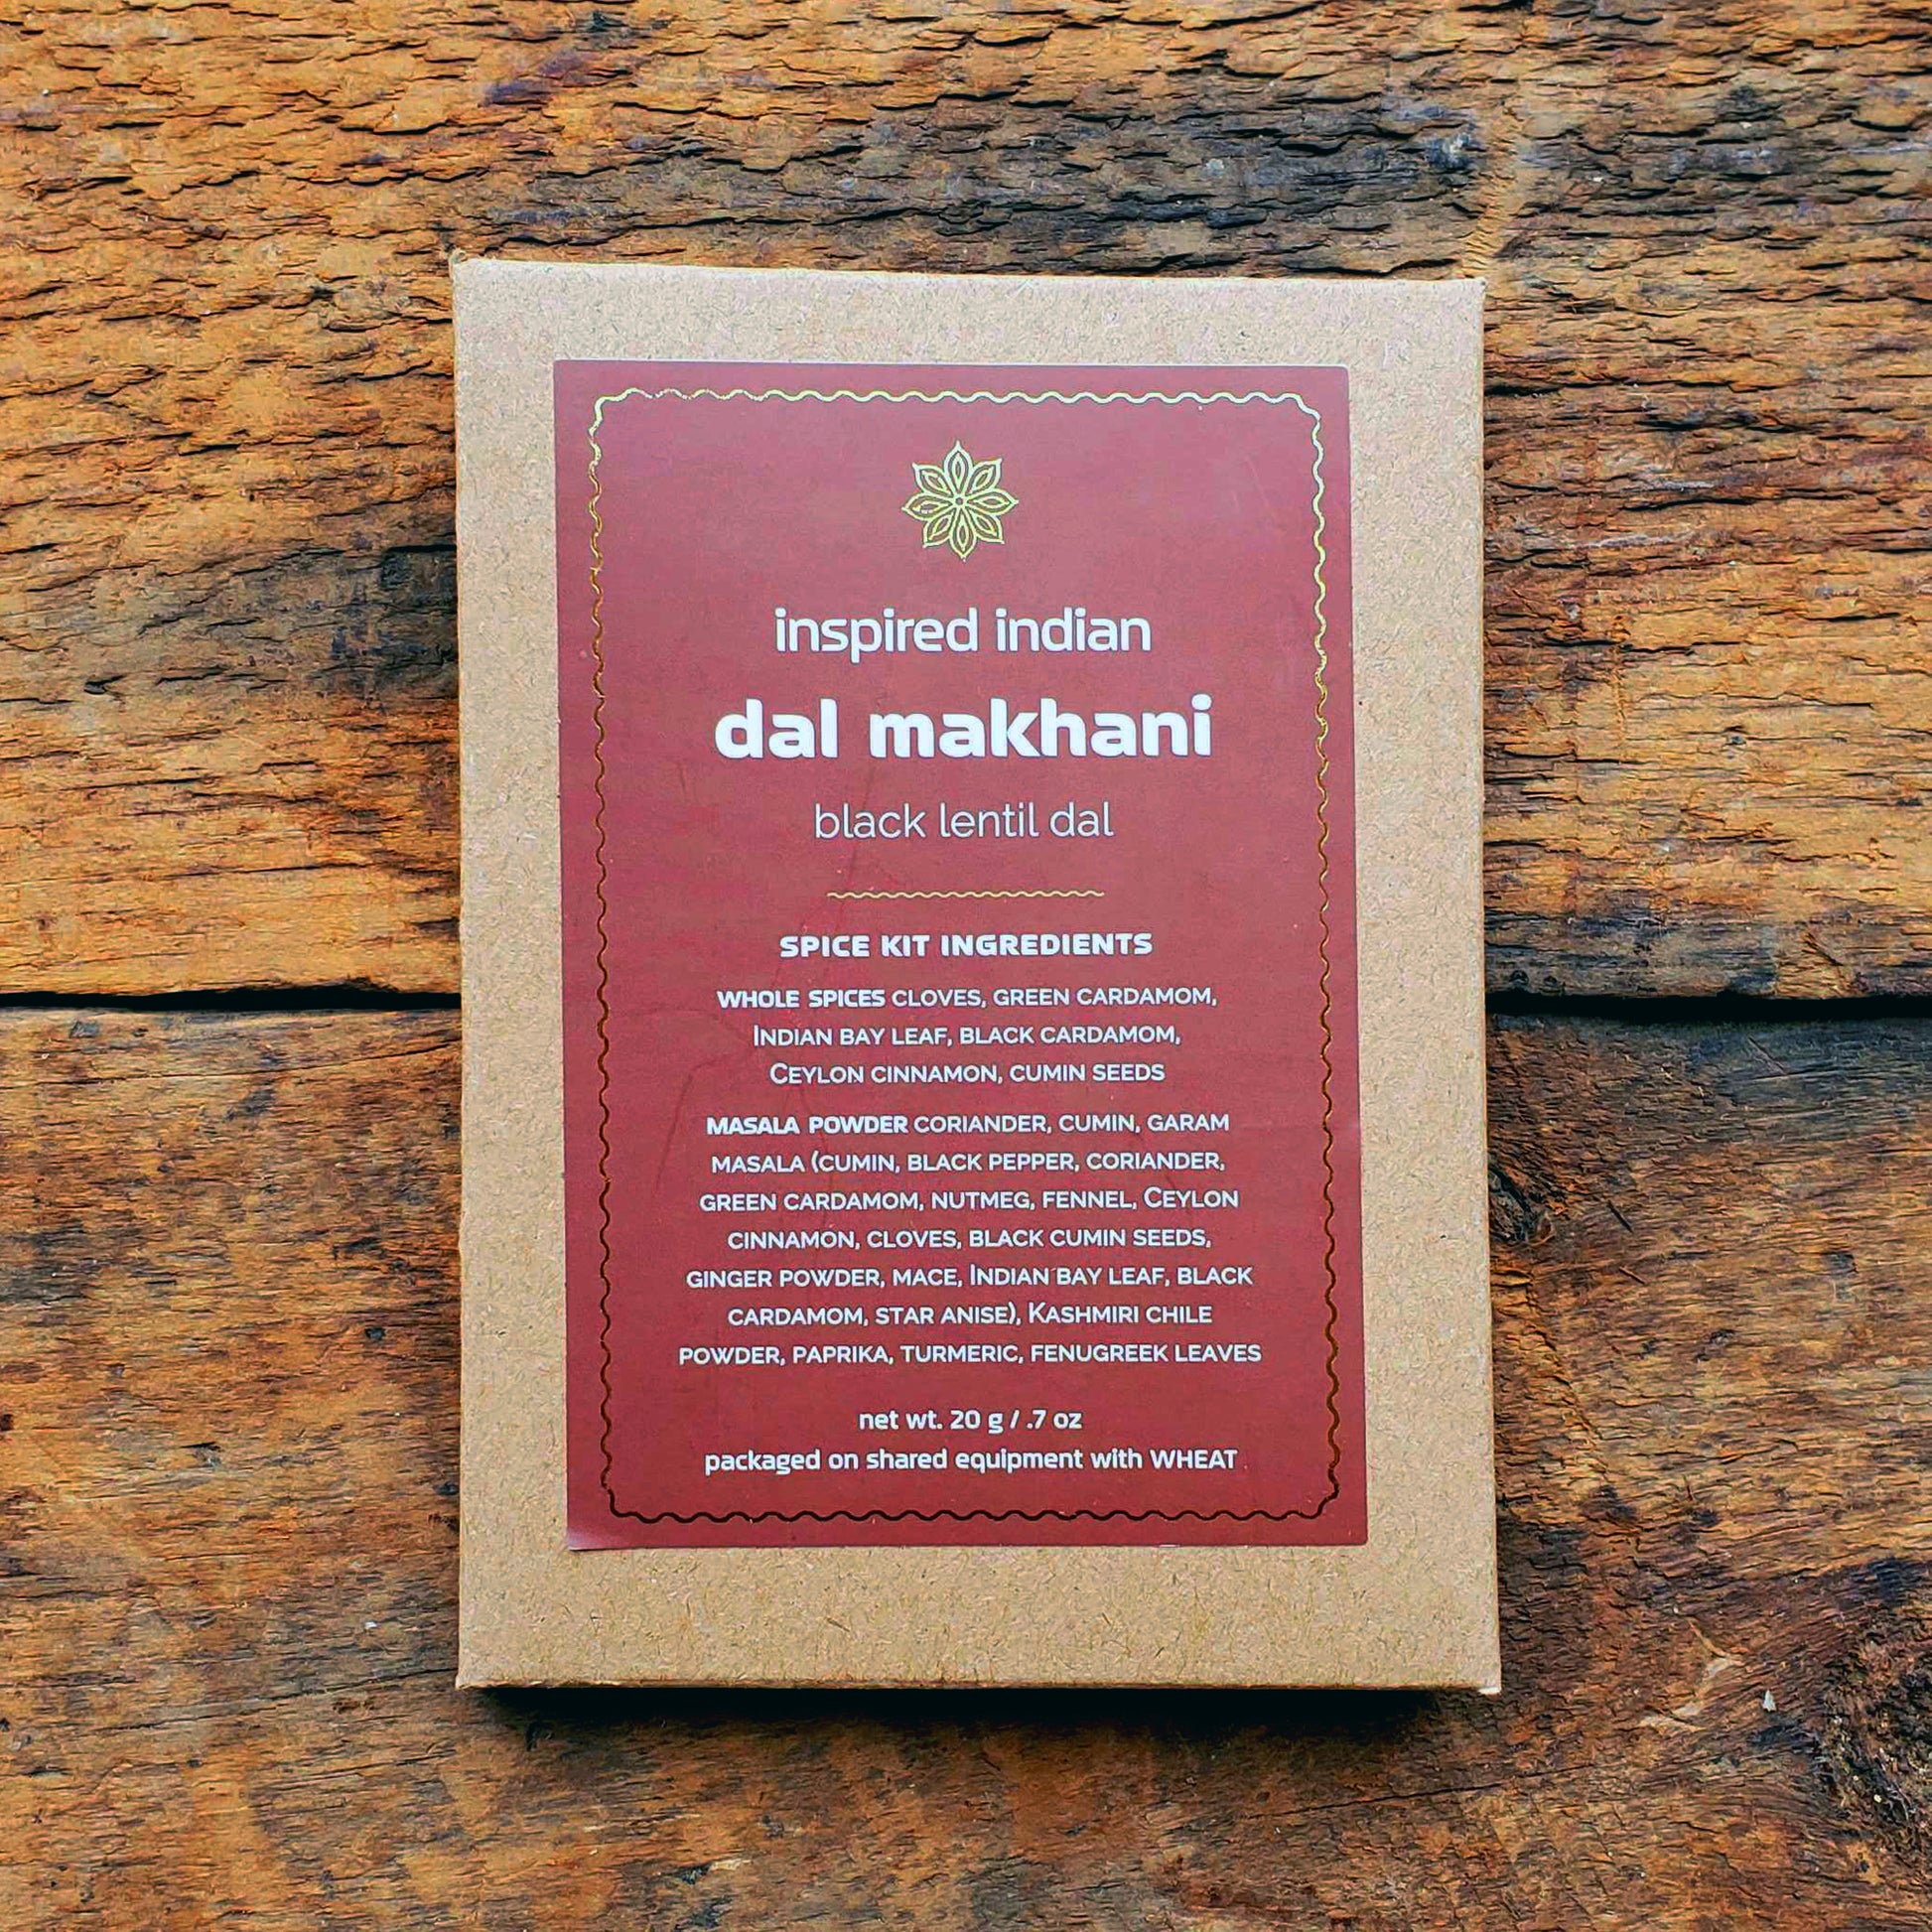 inspired indian
dal makhani
black lentil dal
SPICE KIT INGREDIENTS
WHOLE SPICES CLOVES, GREEN CARDAMOM,
INDIAN BAY LEAF, BLACK CARDAMOM,
CEYLON CINNAMON, CUMIN SEEDS
MASALA POWDER CORIANDER, CUMIN, GARAM
MASALA (CUMIN, BLACK PEPPER, CORIANDER,
GREEN CARDAMOM, NUTMEG, FENNEL, CEYLON
CINNAMON, CLOVES, BLACK CUMIN SEEDS,
GINGER POWDER, MACE, INDIAN BAY LEAF, BLACK
CARDAMOM, STAR ANISE), KASHMIRI CHILE
POWDER, PAPRIKA, TURMERIC, FENUGREEK LEAVES
net wt. 20 g / .7 oz
packaged on shared equipment with WHEAT